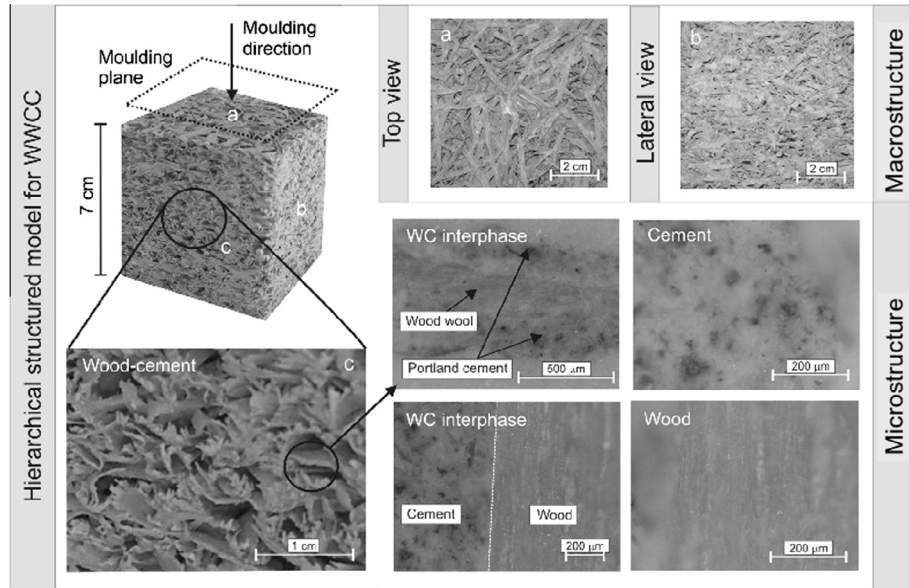 Hierarchical structured model for WWCC
Moulding
direction
Moulding
plane
a
b
c
7 cm
Top view
a
2 cm
Lateral view
b
2 cm
Macrostructure
Wood-cement
c
1 cm
WC interphase
Wood wool
Portland cement
500 µm
Cement
200 µm
WC interphase
Cement
Wood
200 µm
Wood
200 µm
Microstructure